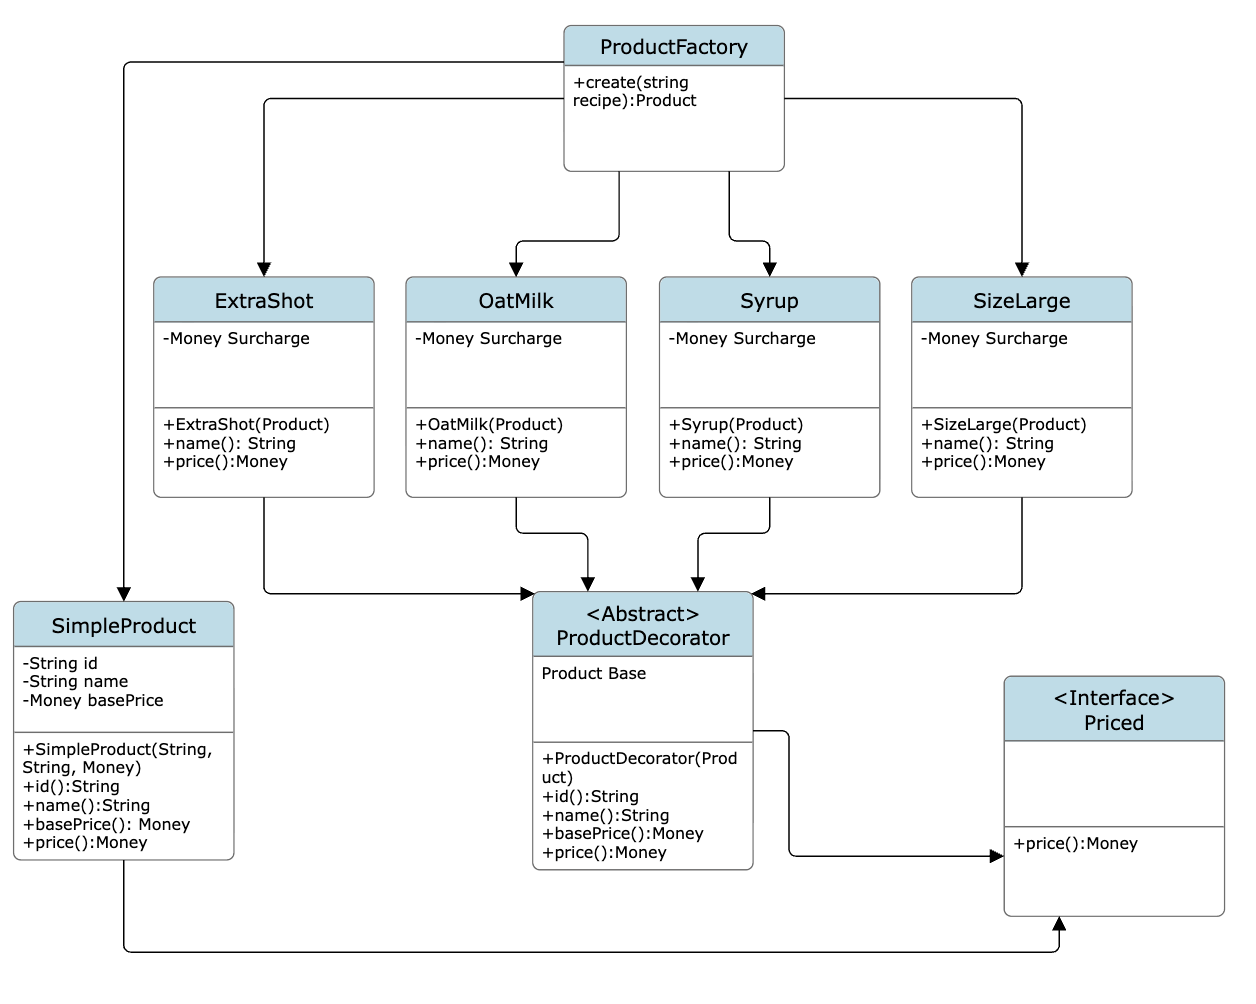 ProductFactory
+create(string
recipe):Product
ExtraShot
-Money Surcharge
+ExtraShot(Product)
+name(): String
+price():Money
OatMilk
-Money Surcharge
+OatMilk(Product)
+name(): String
+price():Money
Syrup
-Money Surcharge
+Syrup(Product)
+name(): String
+price():Money
SizeLarge
-Money Surcharge
+SizeLarge(Product)
+name(): String
+price():Money
SimpleProduct
-String id
-String name
-Money basePrice
+SimpleProduct(String,
String, Money)
+id():String
+name():String
+basePrice(): Money
+price():Money
<Abstract>
ProductDecorator
Product Base
+ProductDecorator(Prod
uct)
+id():String
+name():String
+basePrice():Money
+price():Money
<Interface>
Priced
+price():Money